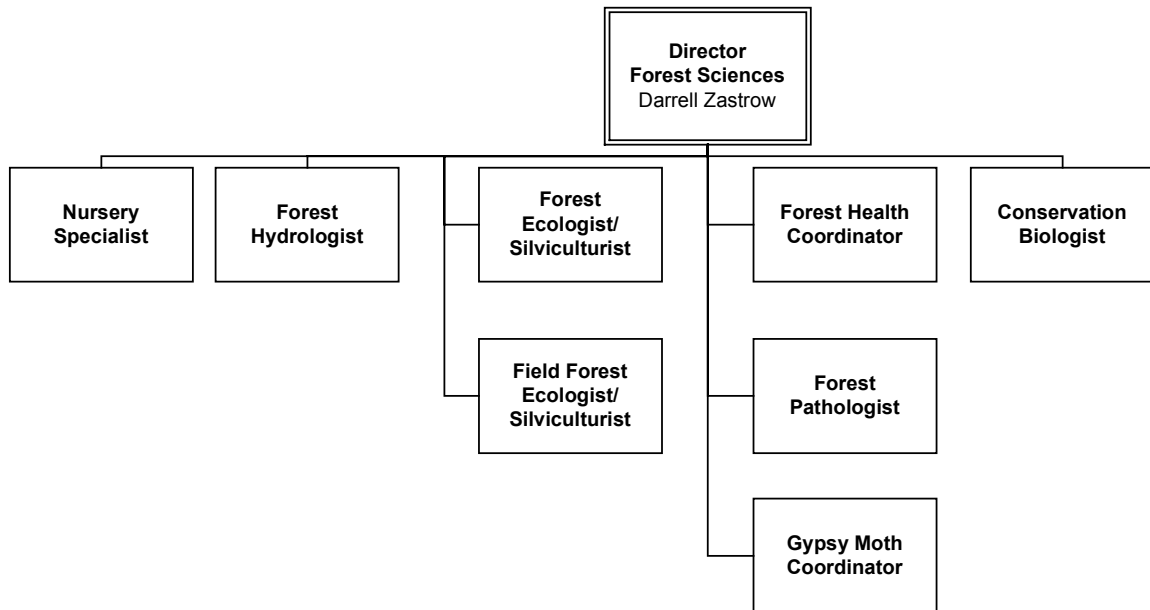 Director
Forest Sciences
Darrell Zastrow
Nursery
Specialist
Forest
Hydrologist
Forest
Ecologist/
Silviculturist
Forest Health
Coordinator
Conservation
Biologist
Field Forest
Ecologist/
Silviculturist
Forest
Pathologist
Gypsy Moth
Coordinator